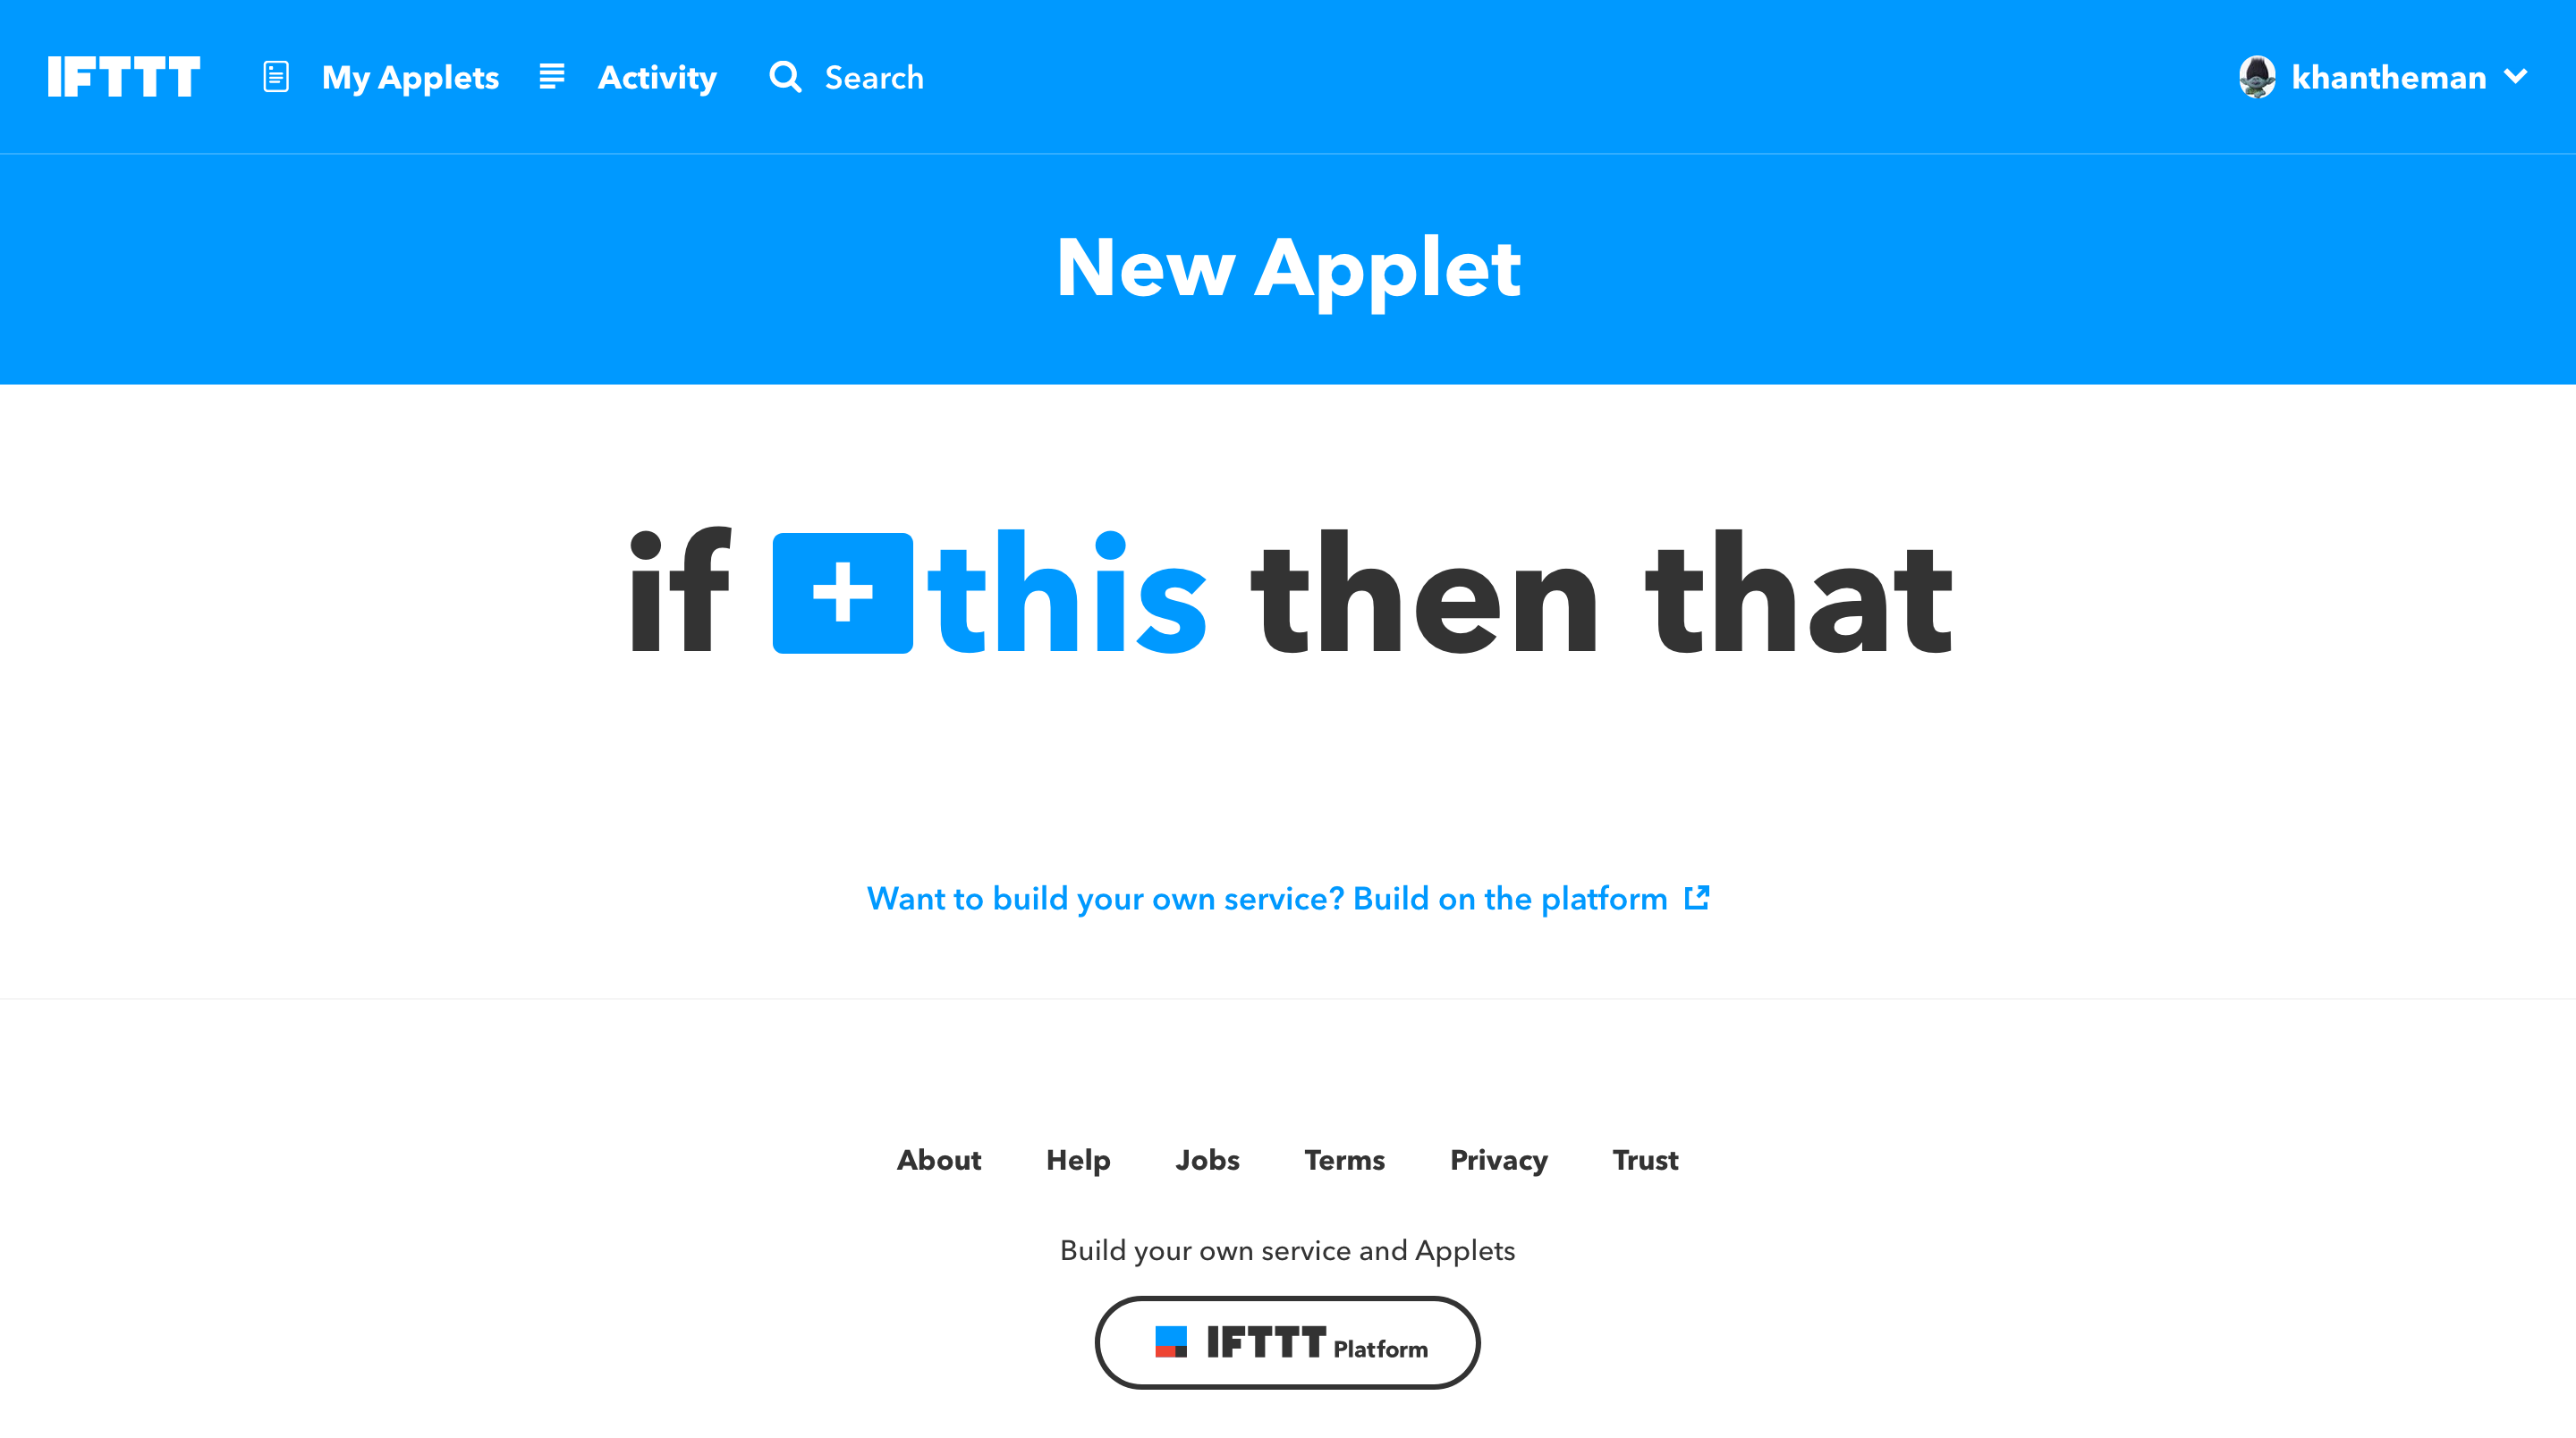 IFTTT My Applets Activity Search khantheman
New Applet
if +this then that
Want to build your own service? Build on the platform
About Help Jobs Terms Privacy Trust
Build your own service and Applets
IFTTT Platform